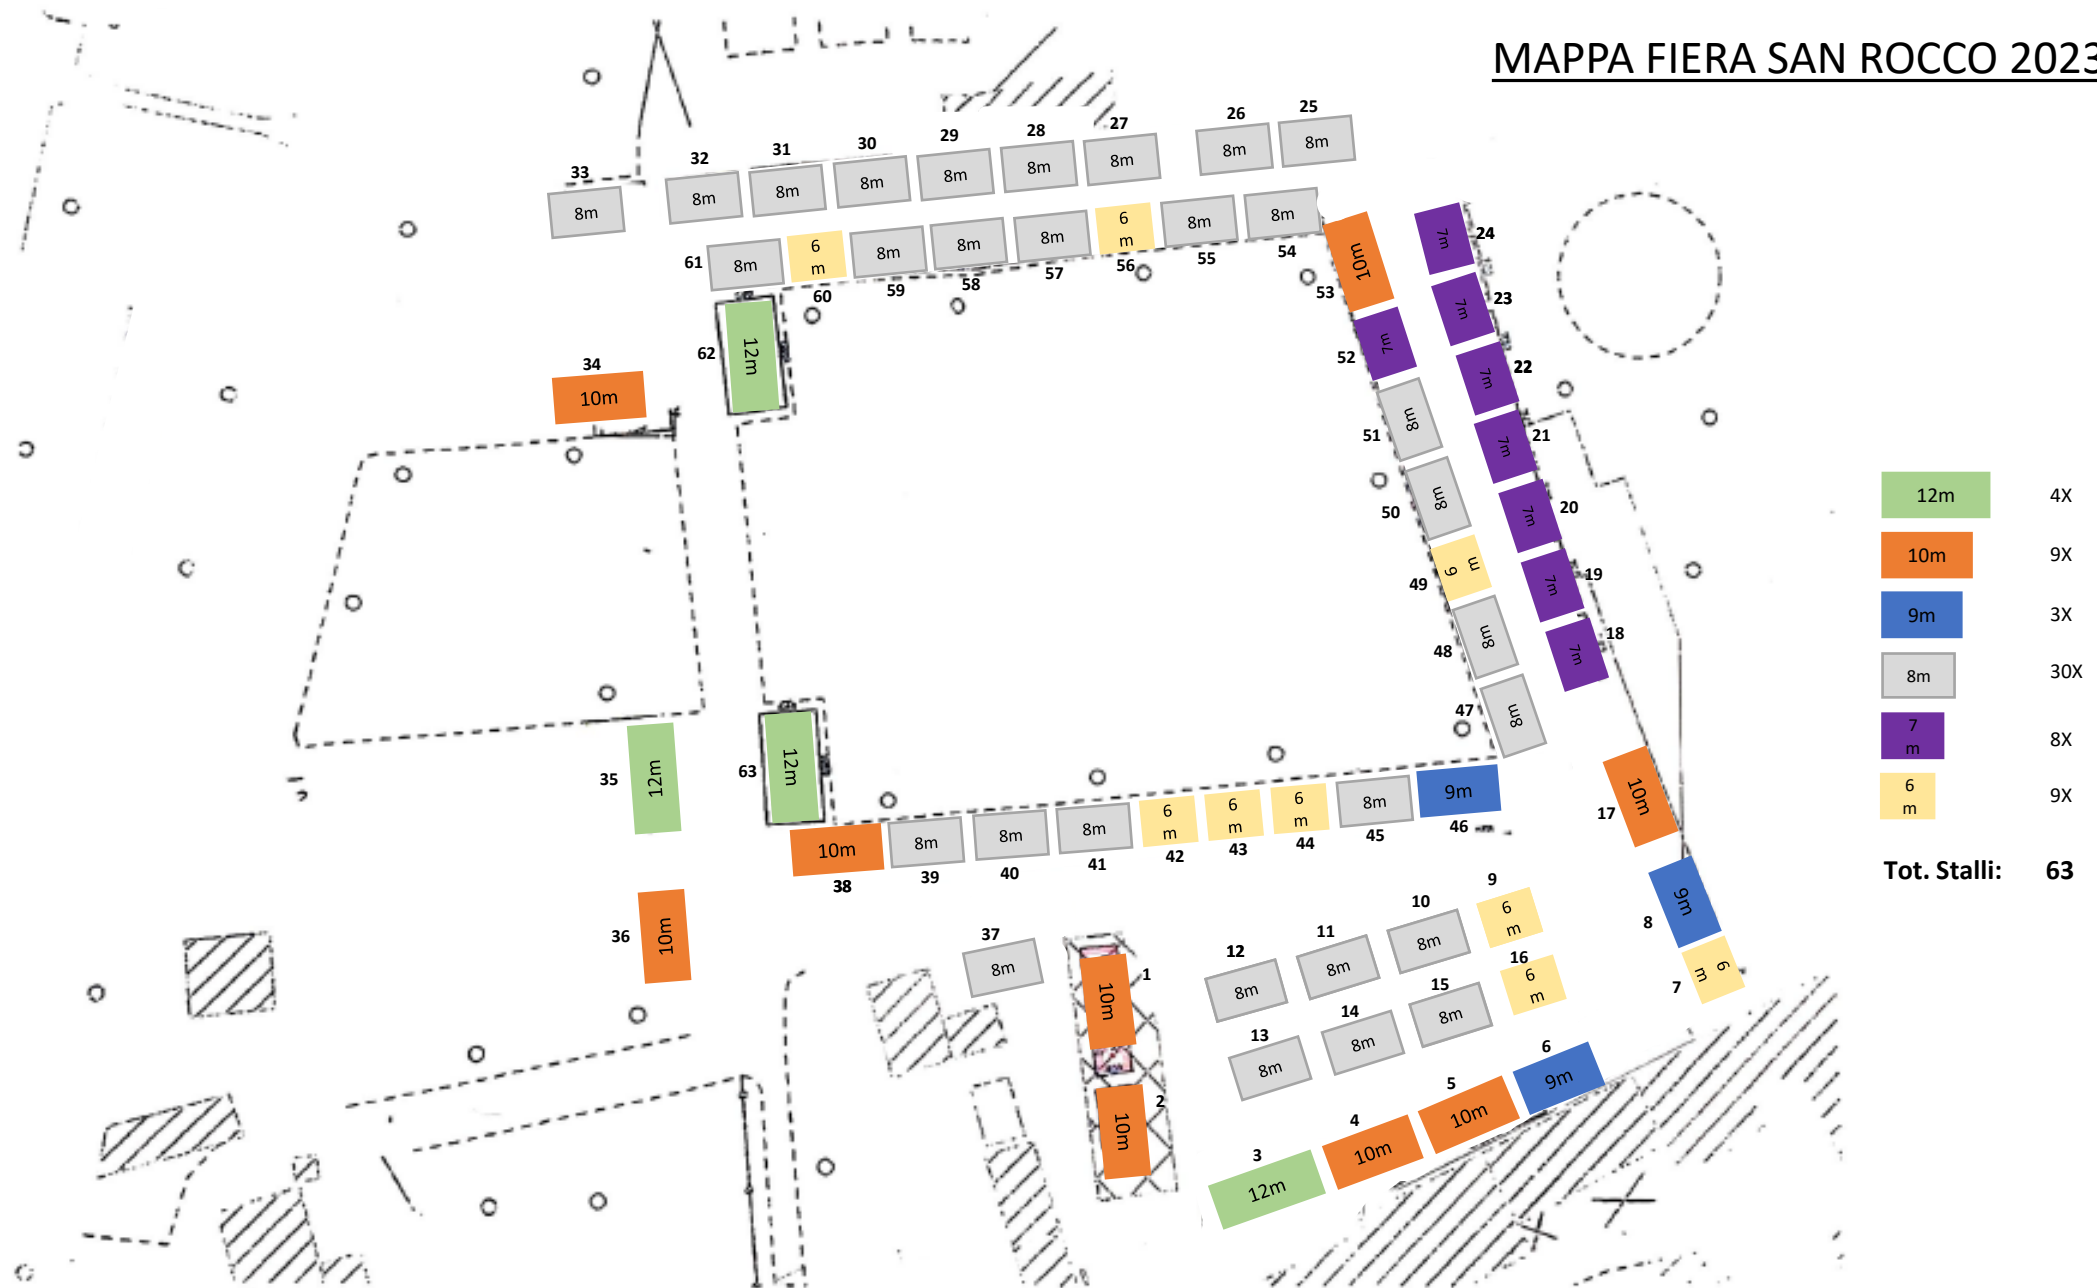 MAPPA FIERA SAN ROCCO 2023
25
8m
26
8m
27
8m
28
8m
29
8m
30
8m
31
8m
32
8m
33
8m
54
8m
55
8m
56
6
m
57
8m
58
8m
59
8m
60
6
m
61
8m
62
12m
34
10m
53
10m
52
7m
51
8m
50
8m
49
6
m
48
8m
47
8m
24
7m
23
7m
22
7m
21
7m
20
7m
19
7m
18
7m
17
10m
8
9m
7
6
m
35
12m
63
12m
36
10m
38
10m
39
8m
40
8m
41
8m
42
6
m
43
6
m
44
6
m
45
8m
46
9m
37
8m
1
10m
2
10m
12
8m
11
8m
10
8m
9
6
m
13
8m
14
8m
15
8m
16
6
m
3
12m
4
10m
5
10m
6
9m
12m 4X
10m 9X
9m 3X
8m 30X
7
m 8X
6
m 9X
Tot. Stalli: 63